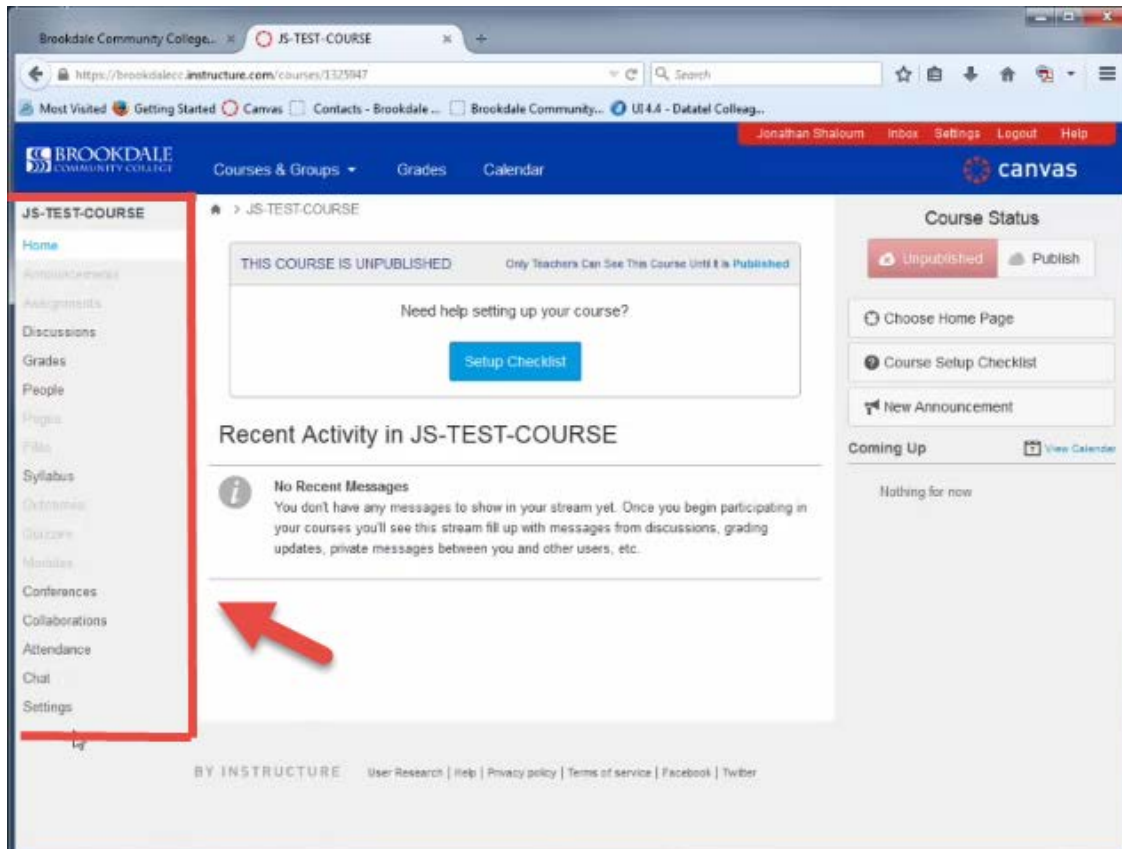 Brookdale Community College...
JS-TEST-COURSE
https://brookdalecc.instructure.com/courses/1325947
Search
Most Visited
Getting Started
Canvas
Contacts - Brookdale ...
Brookdale Community...
UI 4.4 - Datatel Colleag...
Jonathan Shaloum
Inbox
Settings
Logout
Help
BROOKDALE
COMMUNITY COLLEGE
Courses & Groups
Grades
Calendar
canvas
JS-TEST-COURSE
Home
Announcements
Assignments
Discussions
Grades
People
Pages
Files
Syllabus
Outcomes
Quizzes
Modules
Conferences
Collaborations
Attendance
Chat
Settings
> JS-TEST-COURSE
THIS COURSE IS UNPUBLISHED
Only Teachers Can See This Course Until it is Published
Need help setting up your course?
Setup Checklist
Recent Activity in JS-TEST-COURSE
No Recent Messages
You don't have any messages to show in your stream yet. Once you begin participating in
your courses you'll see this stream fill up with messages from discussions, grading
updates, private messages between you and other users, etc.
Course Status
Unpublished
Publish
Choose Home Page
Course Setup Checklist
New Announcement
Coming Up
View Calendar
Nothing for now
BY INSTRUCTURE
User Research | Help | Privacy policy | Terms of service | Facebook | Twitter